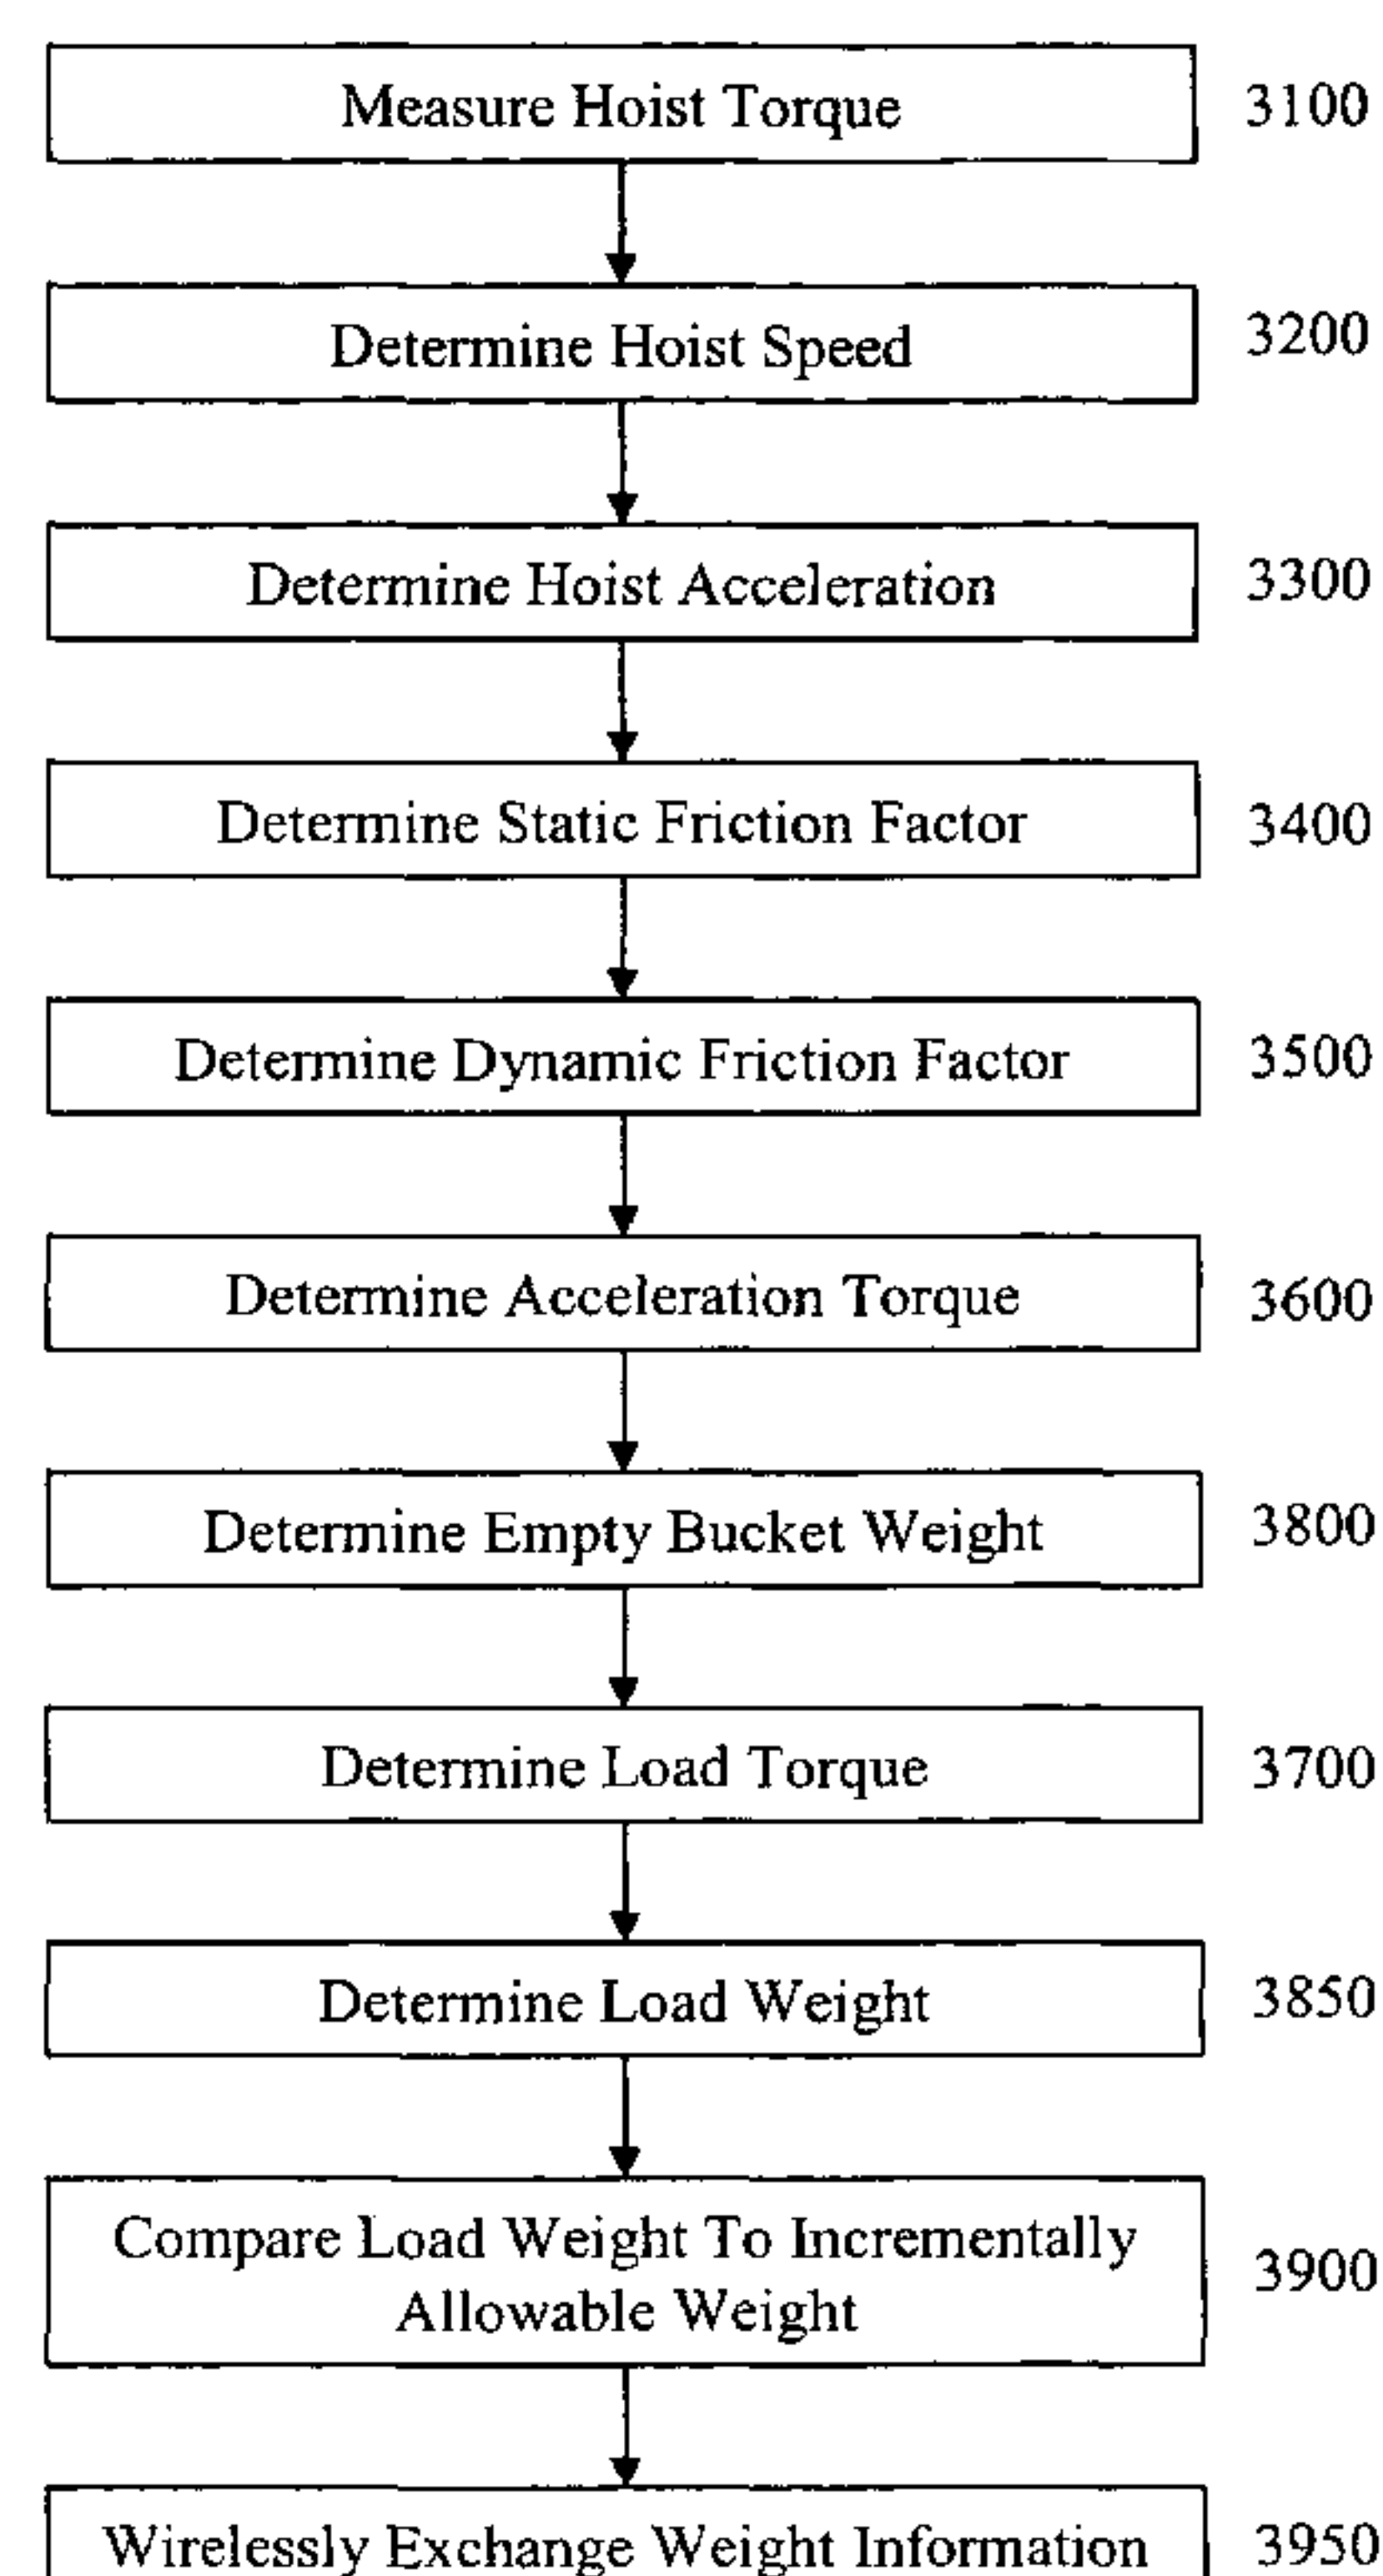 Measure Hoist Torque 3100
Determine Hoist Speed 3200
Determine Hoist Acceleration 3300
Determine Static Friction Factor 3400
Determine Dynamic Friction Factor 3500
Determine Acceleration Torque 3600
Determine Empty Bucket Weight 3800
Determine Load Torque 3700
Determine Load Weight 3850
Compare Load Weight To Incrementally
Allowable Weight 3900
Wirelessly Exchange Weight Information 3950